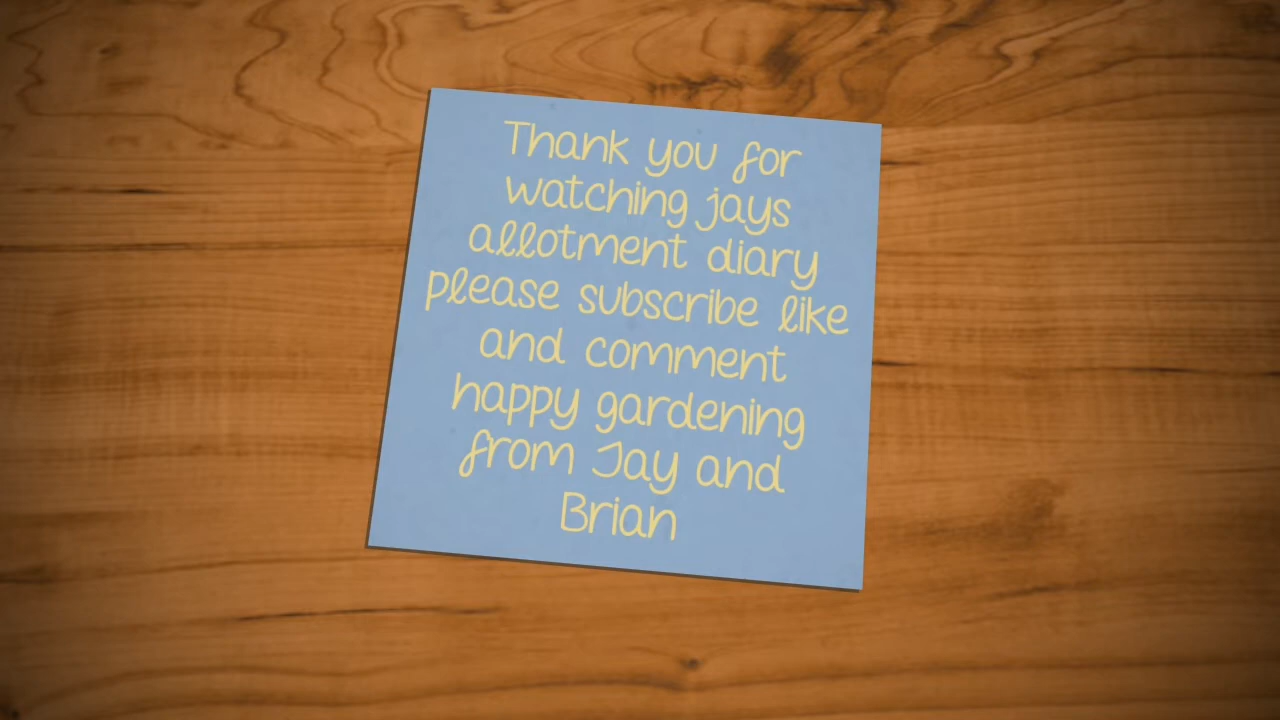 Thank you for
watching jays
allotment diary
please subscribe like
and comment
happy gardening
from Jay and
Brian